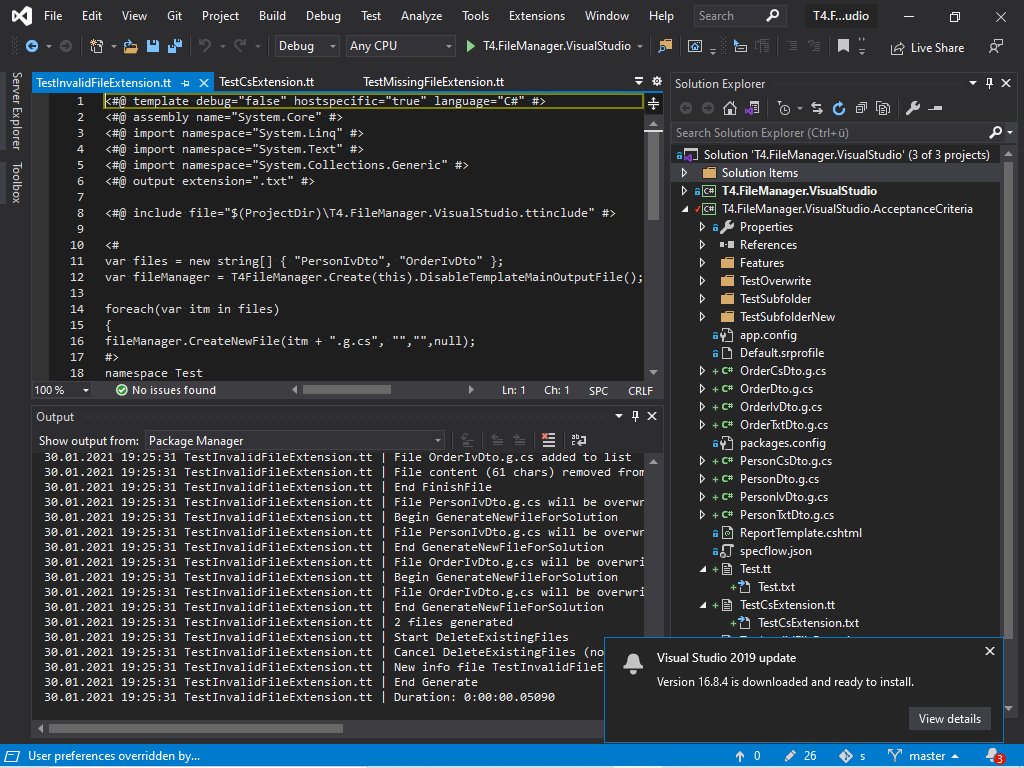 File Edit View Git Project Build Debug Test Analyze Tools Extensions Window Help Search T4.F...udio
Debug Any CPU T4.FileManager.VisualStudio Live Share
Server Explorer
Toolbox
TestInvalidFileExtension.tt TestCsExtension.tt TestMissingFileExtension.tt
1 <#@ template debug="false" hostspecific="true" language="C#" #>
2 <#@ assembly name="System.Core" #>
3 <#@ import namespace="System.Linq" #>
4 <#@ import namespace="System.Text" #>
5 <#@ import namespace="System.Collections.Generic" #>
6 <#@ output extension=".txt" #>
7
8 <#@ include file="$(ProjectDir)\T4.FileManager.VisualStudio.ttinclude" #>
9
10 <#
11 var files = new string[] { "PersonIvDto", "OrderIvDto" };
12 var fileManager = T4FileManager.Create(this).DisableTemplateMainOutputFile();
13
14 foreach(var itm in files)
15 {
16 fileManager.CreateNewFile(itm + ".g.cs", "","",null);
17 #>
18 namespace Test
100 % No issues found Ln: 1 Ch: 1 SPC CRLF
Output
Show output from: Package Manager
30.01.2021 19:25:31 TestInvalidFileExtension.tt | File OrderIvDto.g.cs added to list
30.01.2021 19:25:31 TestInvalidFileExtension.tt | File content (61 chars) removed from
30.01.2021 19:25:31 TestInvalidFileExtension.tt | End FinishFile
30.01.2021 19:25:31 TestInvalidFileExtension.tt | File PersonIvDto.g.cs will be overwr
30.01.2021 19:25:31 TestInvalidFileExtension.tt | Begin GenerateNewFileForSolution
30.01.2021 19:25:31 TestInvalidFileExtension.tt | File PersonIvDto.g.cs will be overwr
30.01.2021 19:25:31 TestInvalidFileExtension.tt | End GenerateNewFileForSolution
30.01.2021 19:25:31 TestInvalidFileExtension.tt | File OrderIvDto.g.cs will be overwri
30.01.2021 19:25:31 TestInvalidFileExtension.tt | Begin GenerateNewFileForSolution
30.01.2021 19:25:31 TestInvalidFileExtension.tt | File OrderIvDto.g.cs will be overwri
30.01.2021 19:25:31 TestInvalidFileExtension.tt | End GenerateNewFileForSolution
30.01.2021 19:25:31 TestInvalidFileExtension.tt | 2 files generated
30.01.2021 19:25:31 TestInvalidFileExtension.tt | Start DeleteExistingFiles
30.01.2021 19:25:31 TestInvalidFileExtension.tt | Cancel DeleteExistingFiles (no
30.01.2021 19:25:31 TestInvalidFileExtension.tt | New info file TestInvalidFileE
30.01.2021 19:25:31 TestInvalidFileExtension.tt | End Generate
30.01.2021 19:25:31 TestInvalidFileExtension.tt | Duration: 0:00:00.05090
Solution Explorer
Search Solution Explorer (Ctrl+ü)
Solution 'T4.FileManager.VisualStudio' (3 of 3 projects)
Solution Items
C# T4.FileManager.VisualStudio
C# T4.FileManager.VisualStudio.AcceptanceCriteria
Properties
References
Features
TestOverwrite
TestSubfolder
TestSubfolderNew
app.config
Default.srprofile
C# OrderCsDto.g.cs
C# OrderDto.g.cs
C# OrderIvDto.g.cs
C# OrderTxtDto.g.cs
packages.config
C# PersonCsDto.g.cs
C# PersonDto.g.cs
C# PersonIvDto.g.cs
C# PersonTxtDto.g.cs
ReportTemplate.cshtml
specflow.json
Test.tt
Test.txt
TestCsExtension.tt
TestCsExtension.txt
Visual Studio 2019 update
Version 16.8.4 is downloaded and ready to install.
View details
User preferences overridden by... 0 26 s master 3